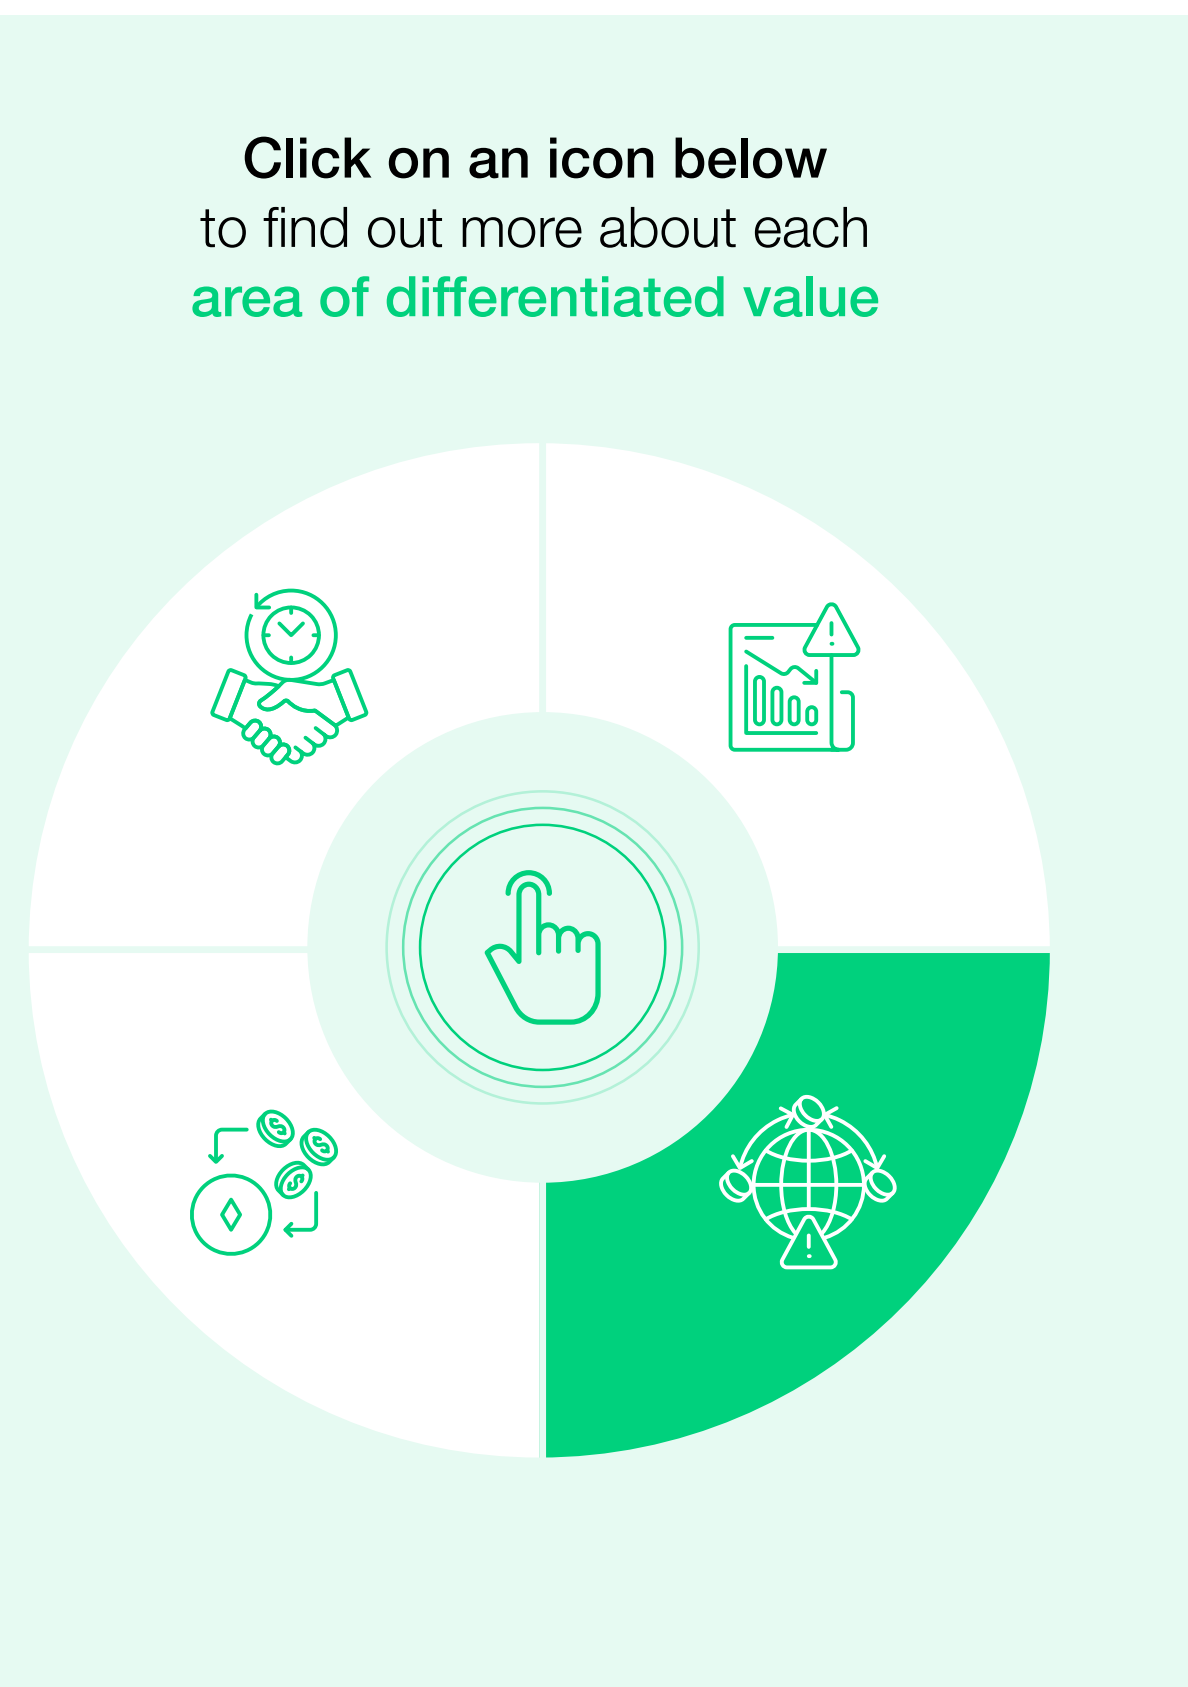 Click on an icon below
to find out more about each
area of differentiated value